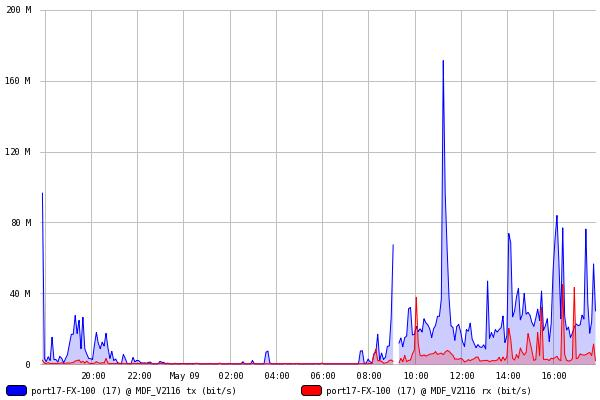 200 M
160 M
120 M
80 M
40 M
0
20:00 22:00 May 09 02:00 04:00 06:00 08:00 10:00 12:00 14:00 16:00
port17-FX-100 (17) @ MDF_V2116 tx (bit/s) port17-FX-100 (17) @ MDF_V2116 rx (bit/s)